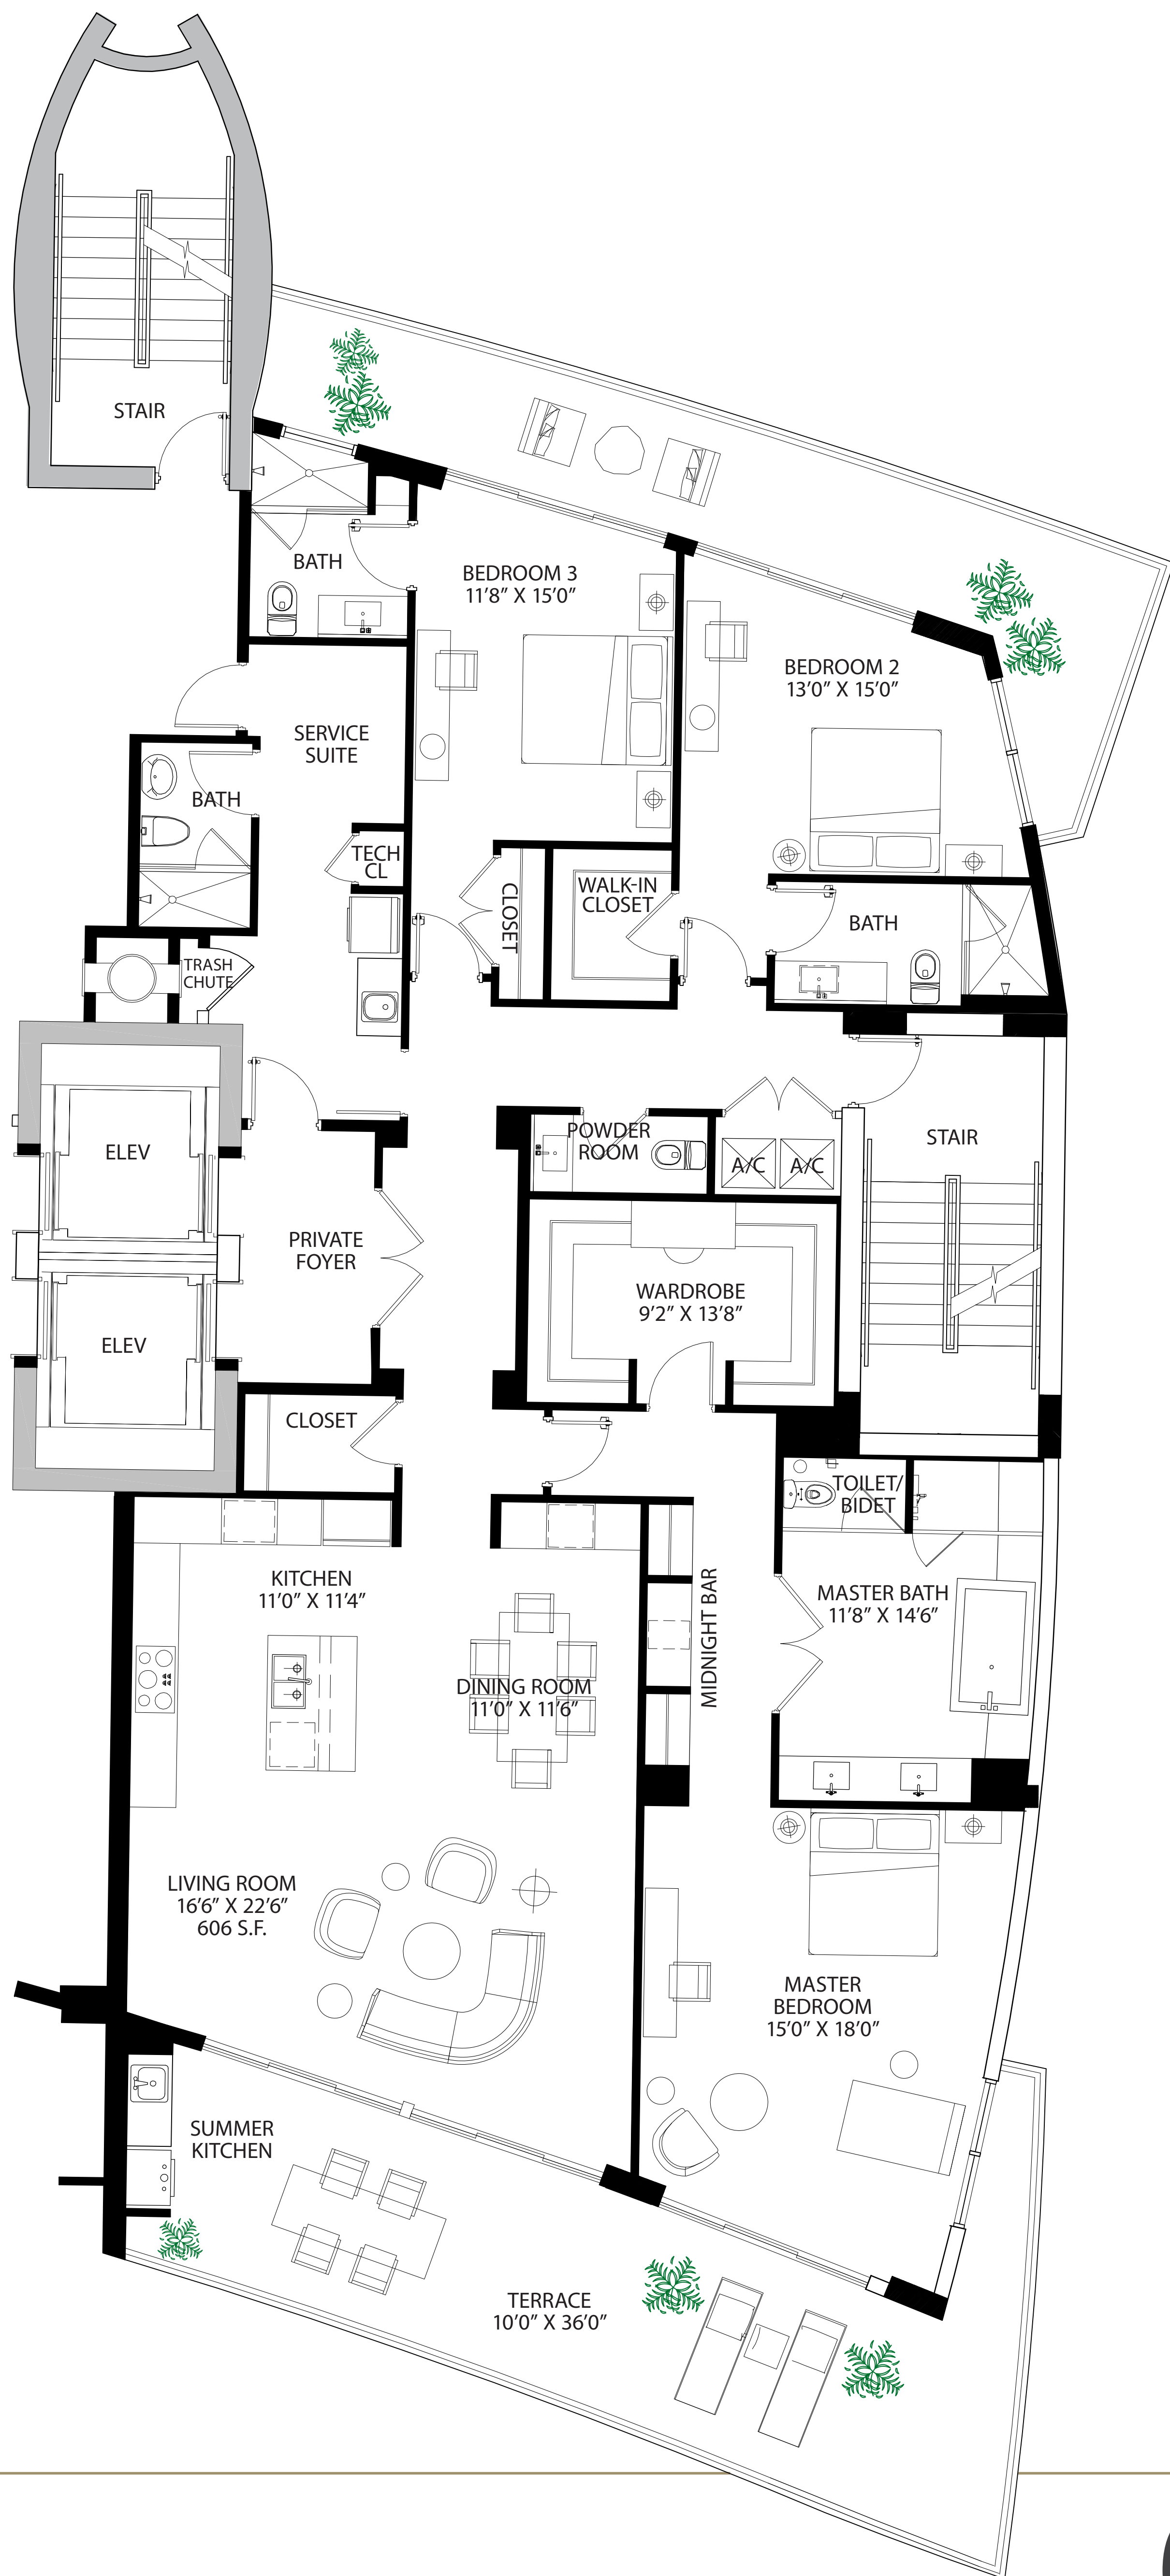 STAIR
BATH
BEDROOM 3
11'8" X 15'0"
BEDROOM 2
13'0" X 15'0"
SERVICE
SUITE
BATH
TECH
CL
CLOSET
WALK-IN
CLOSET
BATH
TRASH
CHUTE
ELEV
POWDER
ROOM
A/C
A/C
STAIR
PRIVATE
FOYER
WARDROBE
9'2" X 13'8"
ELEV
CLOSET
TOILET/
BIDET
KITCHEN
11'0" X 11'4"
MIDNIGHT BAR
MASTER BATH
11'8" X 14'6"
DINING ROOM
11'0" X 11'6"
LIVING ROOM
16'6" X 22'6"
606 S.F.
MASTER
BEDROOM
15'0" X 18'0"
SUMMER
KITCHEN
TERRACE
10'0" X 36'0"